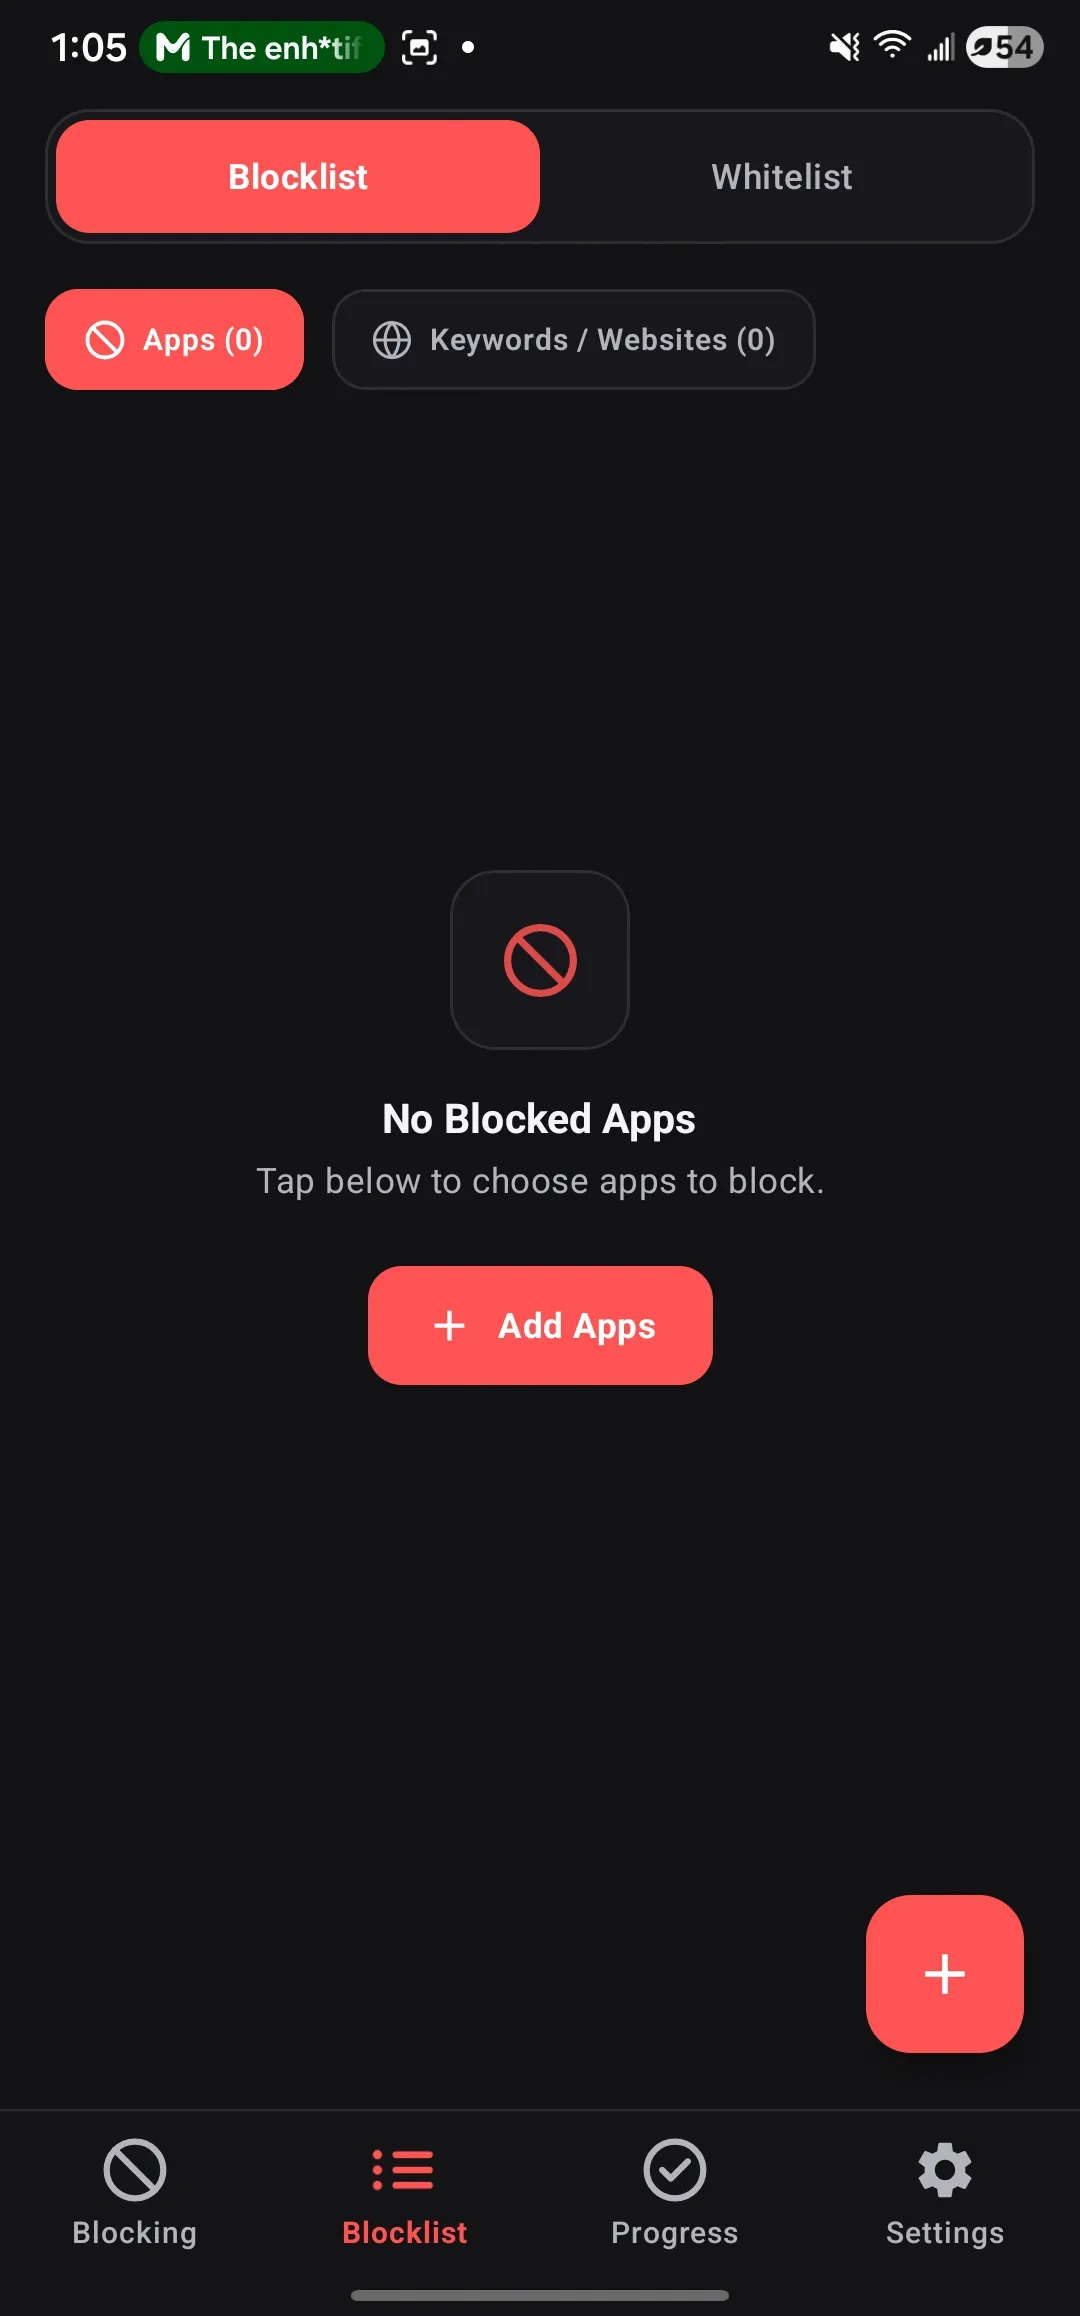 1:05 The enh*tif 54
Blocklist Whitelist
Apps (0) Keywords / Websites (0)
No Blocked Apps
Tap below to choose apps to block.
Add Apps
Blocking Blocklist Progress Settings